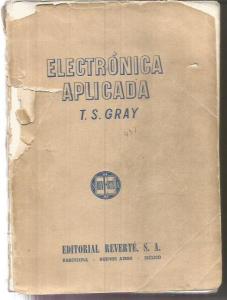 ELECTRÓNICA
APLICADA
T. S. GRAY
EDITORIAL REVERTÉ, S. A.
BARCELONA - BUENOS AIRES - MÉXICO